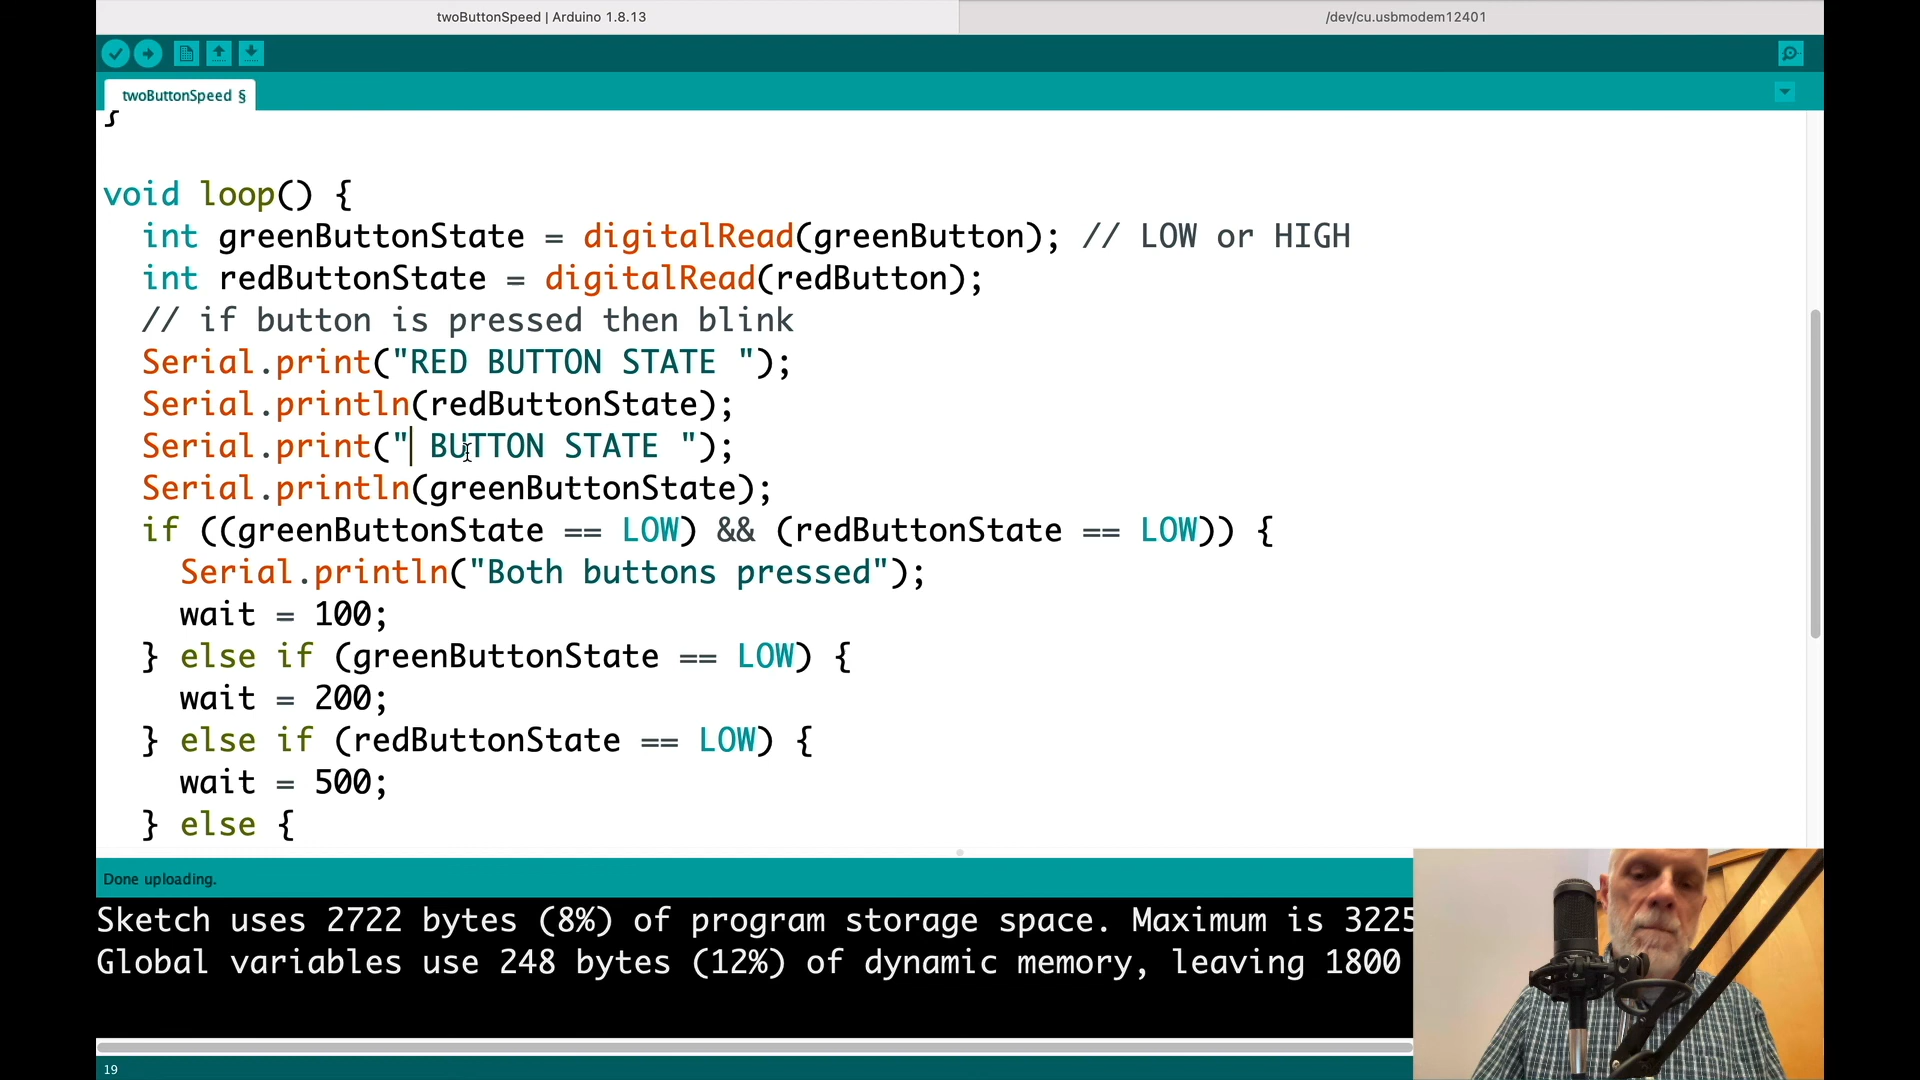 twoButtonSpeed | Arduino 1.8.13
/dev/cu.usbmodem12401
twoButtonSpeed §
}
void loop() {
  int greenButtonState = digitalRead(greenButton); // LOW or HIGH
  int redButtonState = digitalRead(redButton);
  // if button is pressed then blink
  Serial.print("RED BUTTON STATE ");
  Serial.println(redButtonState);
  Serial.print(" BUTTON STATE ");
  Serial.println(greenButtonState);
  if ((greenButtonState == LOW) && (redButtonState == LOW)) {
    Serial.println("Both buttons pressed");
    wait = 100;
  } else if (greenButtonState == LOW) {
    wait = 200;
  } else if (redButtonState == LOW) {
    wait = 500;
  } else {
Done uploading.
Sketch uses 2722 bytes (8%) of program storage space. Maximum is 3225
Global variables use 248 bytes (12%) of dynamic memory, leaving 1800
19